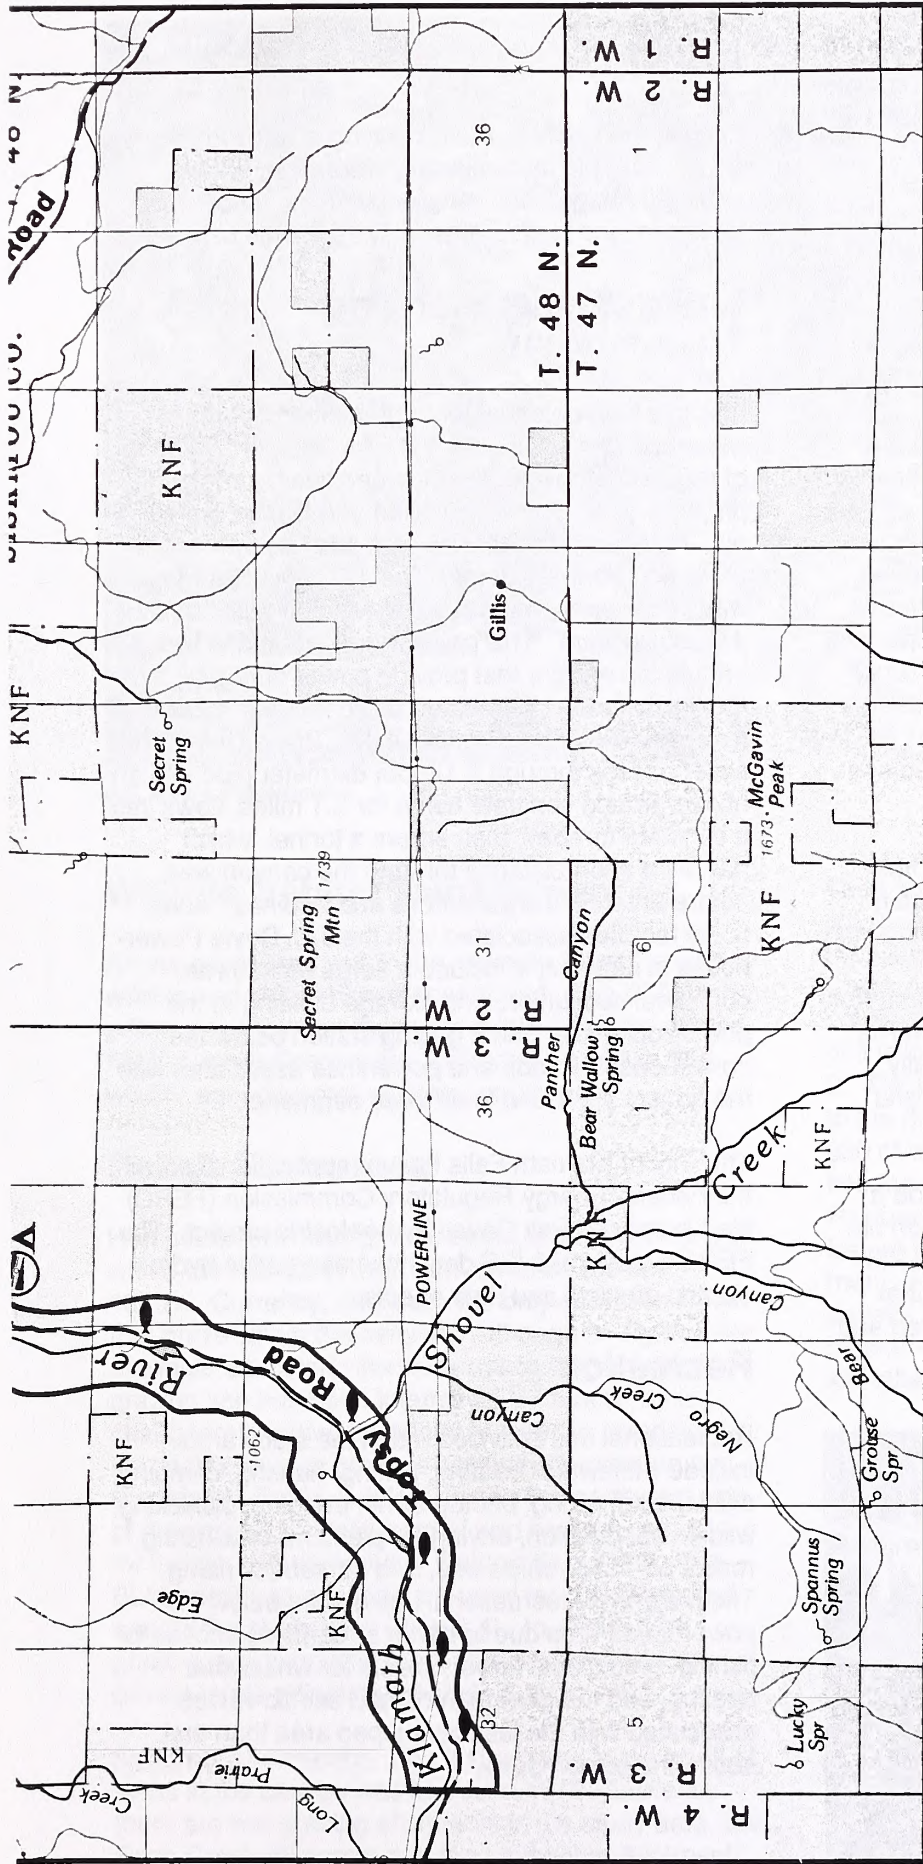 48 N.
Road
SISKIYOU CO.
KNF
KNF
Secret
Spring
Secret Spring
Mtn
1739
R. 1 W.
R. 2 W.
36
1
T. 48 N.
T. 47 N.
Gillis
1673
McGavin
Peak
KNF
31
6
R. 2 W.
R. 3 W.
36
1
Panther
Canyon
Bear Wallow
Spring
Creek
KNF
KNF
POWERLINE
Shovel
River
Topsy
Road
KNF
1062
Canyon
Negro
Creek
Bear
Canyon
Grouse
Spr
Spannus
Spring
Lucky
Spr
Edge
KNF
Klamath
32
5
KNF
Long
Prairie
Creek
R. 3 W.
R. 4 W.